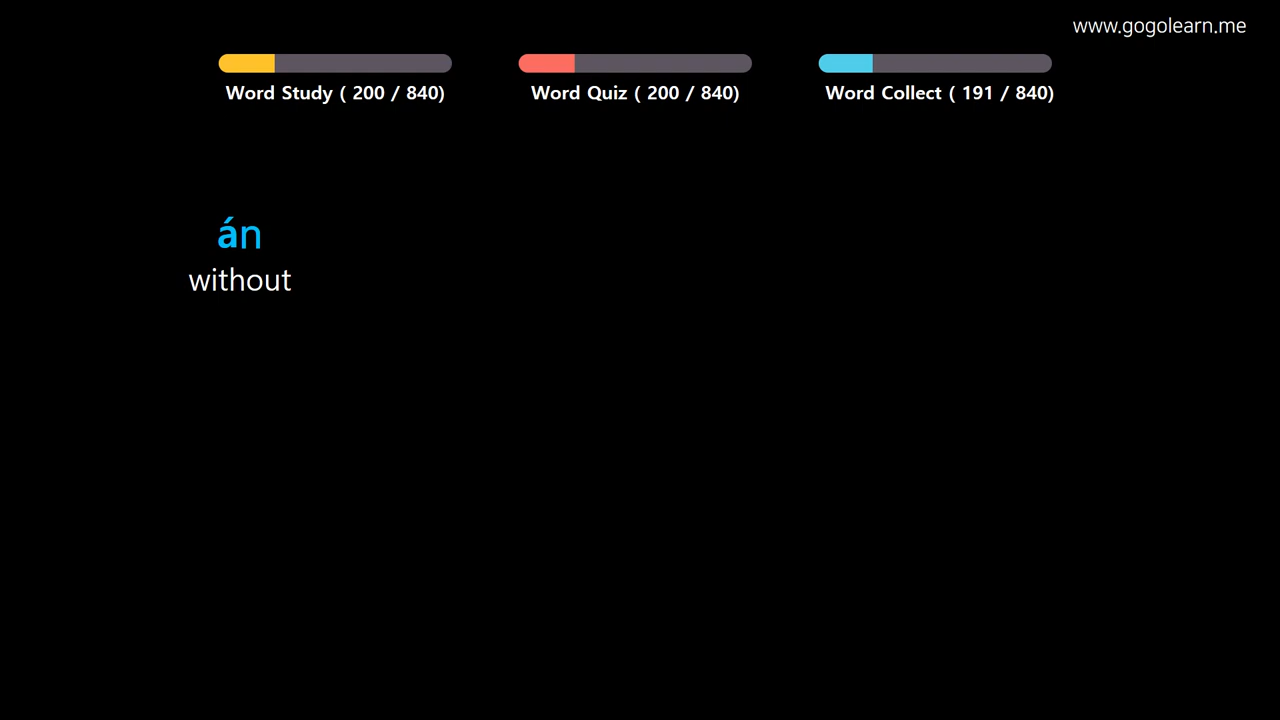 www.gogolearn.me
Word Study ( 200 / 840)
Word Quiz ( 200 / 840)
Word Collect ( 191 / 840)
án
without